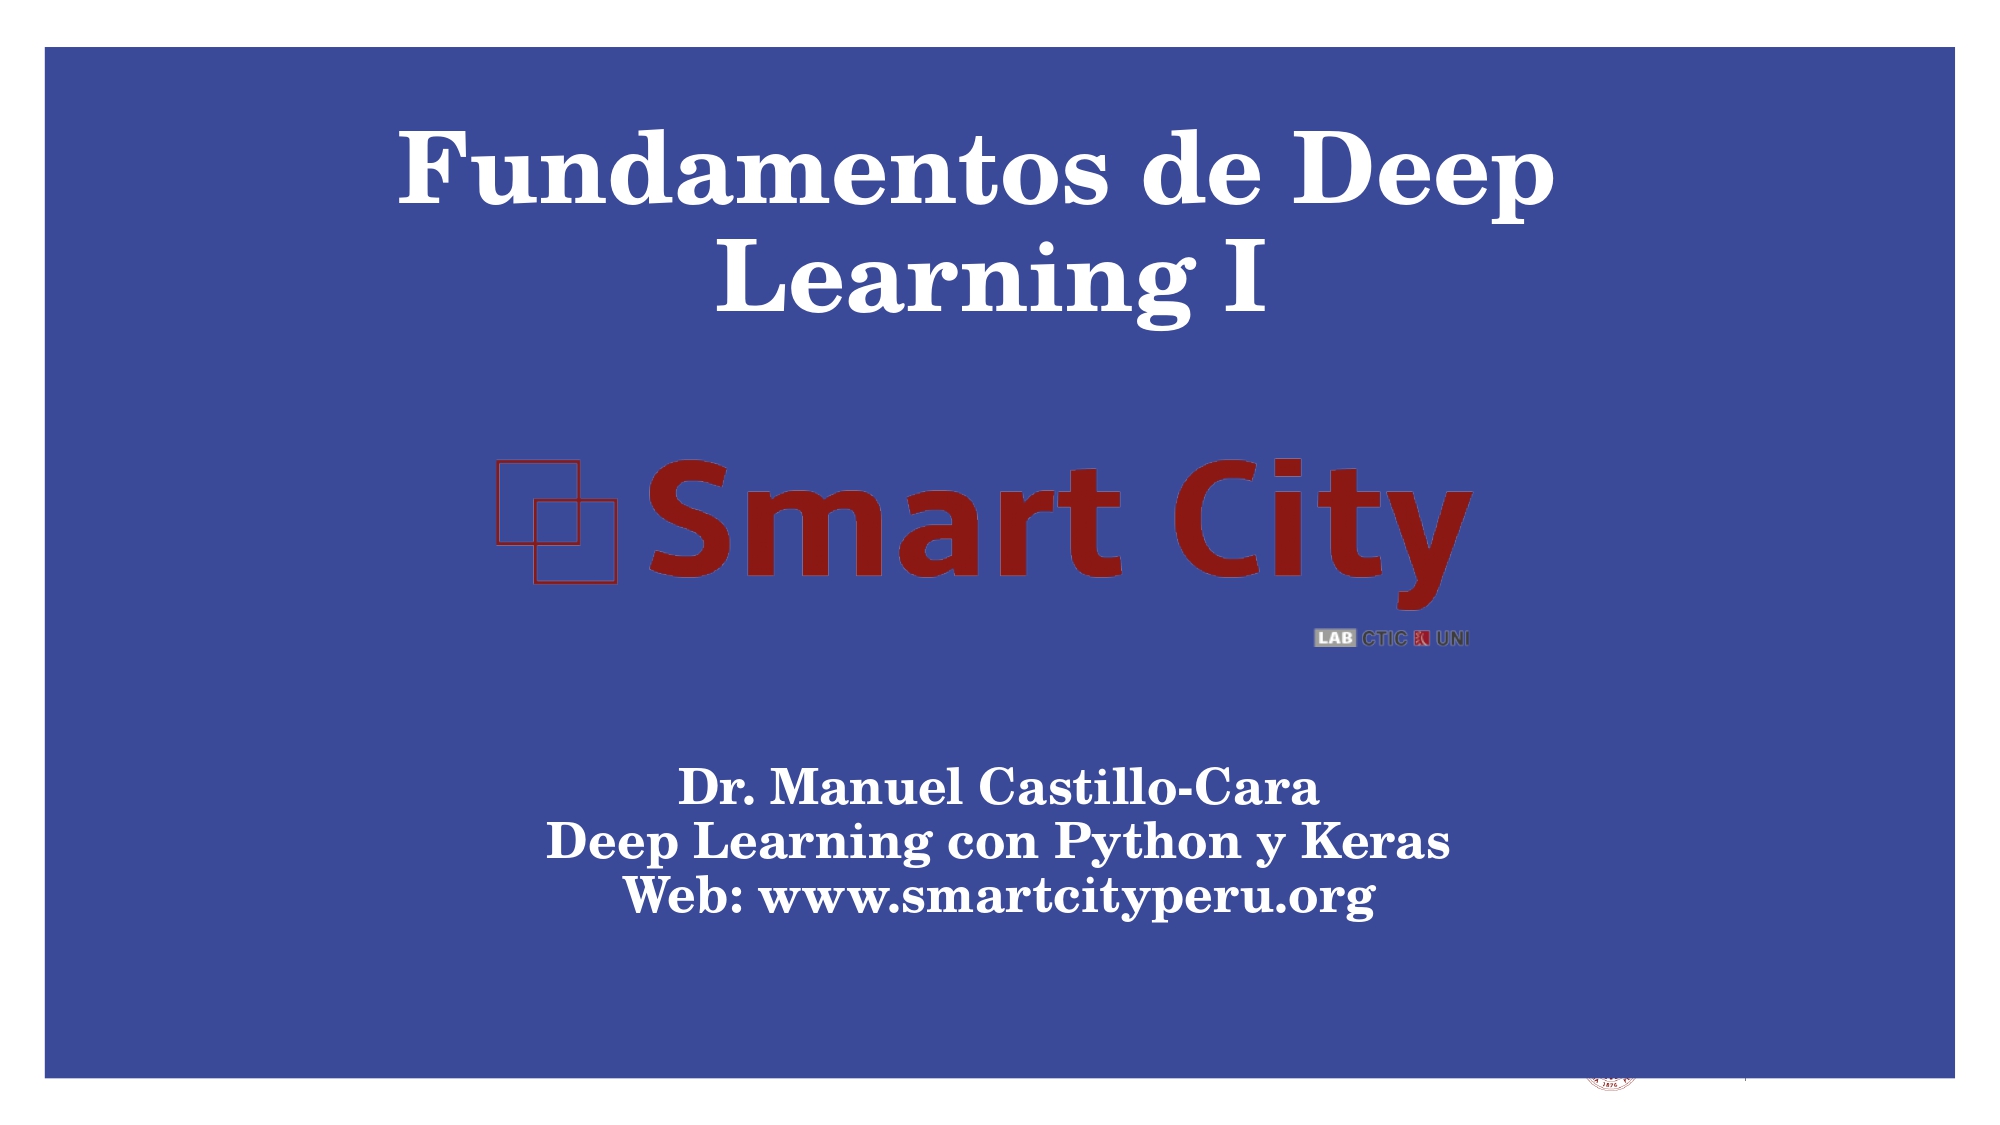 Fundamentos de Deep
Learning I
Smart City
LAB CTIC UNI
Dr. Manuel Castillo-Cara
Deep Learning con Python y Keras
Web: www.smartcityperu.org
1876